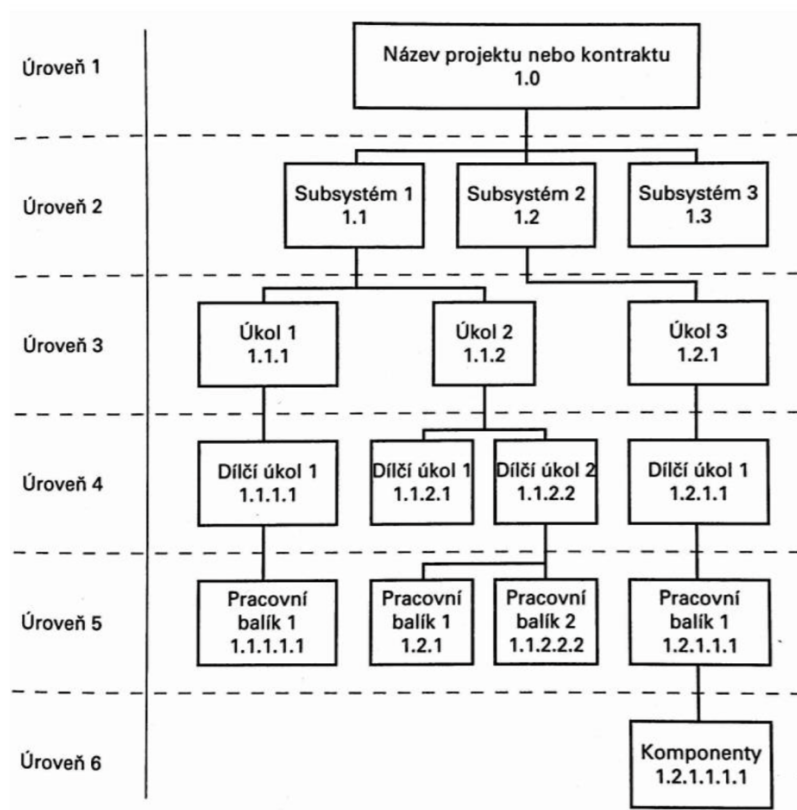 Úroveň 1
Název projektu nebo kontraktu
1.0
Úroveň 2
Subsystém 1
1.1
Subsystém 2
1.2
Subsystém 3
1.3
Úroveň 3
Úkol 1
1.1.1
Úkol 2
1.1.2
Úkol 3
1.2.1
Úroveň 4
Dílčí úkol 1
1.1.1.1
Dílčí úkol 1
1.1.2.1
Dílčí úkol 2
1.1.2.2
Dílčí úkol 1
1.2.1.1
Úroveň 5
Pracovní
balík 1
1.1.1.1.1
Pracovní
balík 1
1.2.1
Pracovní
balík 2
1.1.2.2.2
Pracovní
balík 1
1.2.1.1.1
Úroveň 6
Komponenty
1.2.1.1.1.1